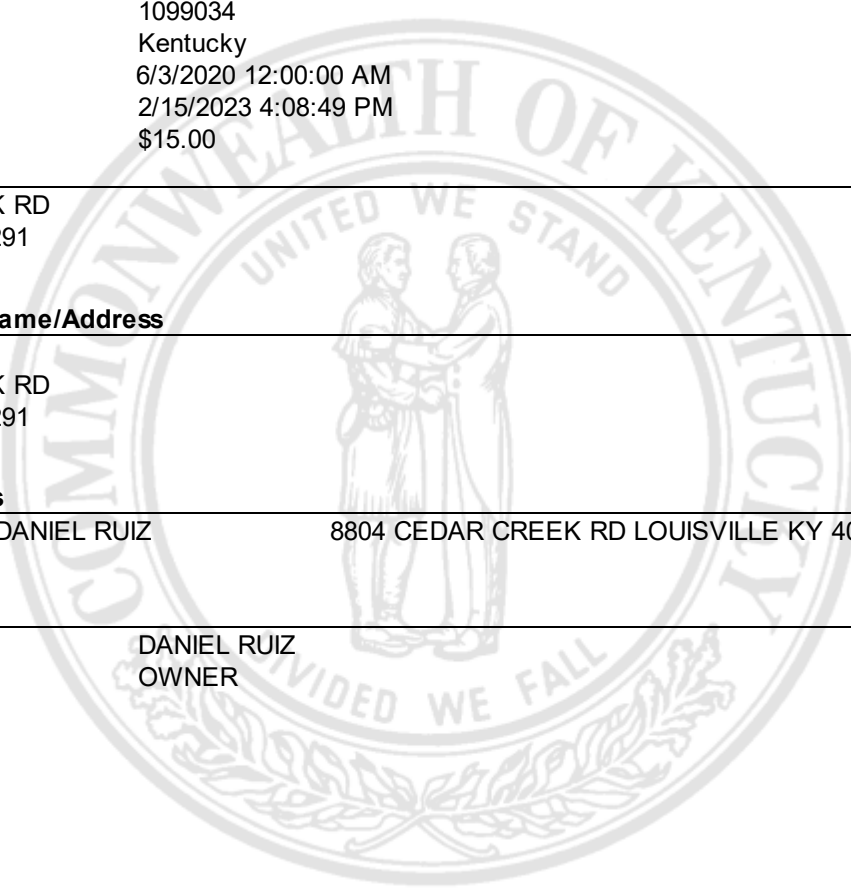 1099034
Kentucky
6/3/2020 12:00:00 AM
2/15/2023 4:08:49 PM
$15.00
K RD
291
ame/Address
K RD
291
s
DANIEL RUIZ 8804 CEDAR CREEK RD LOUISVILLE KY 40
DANIEL RUIZ
OWNER
COMMONWEALTH OF KENTUCKY
UNITED WE STAND
DIVIDED WE FALL